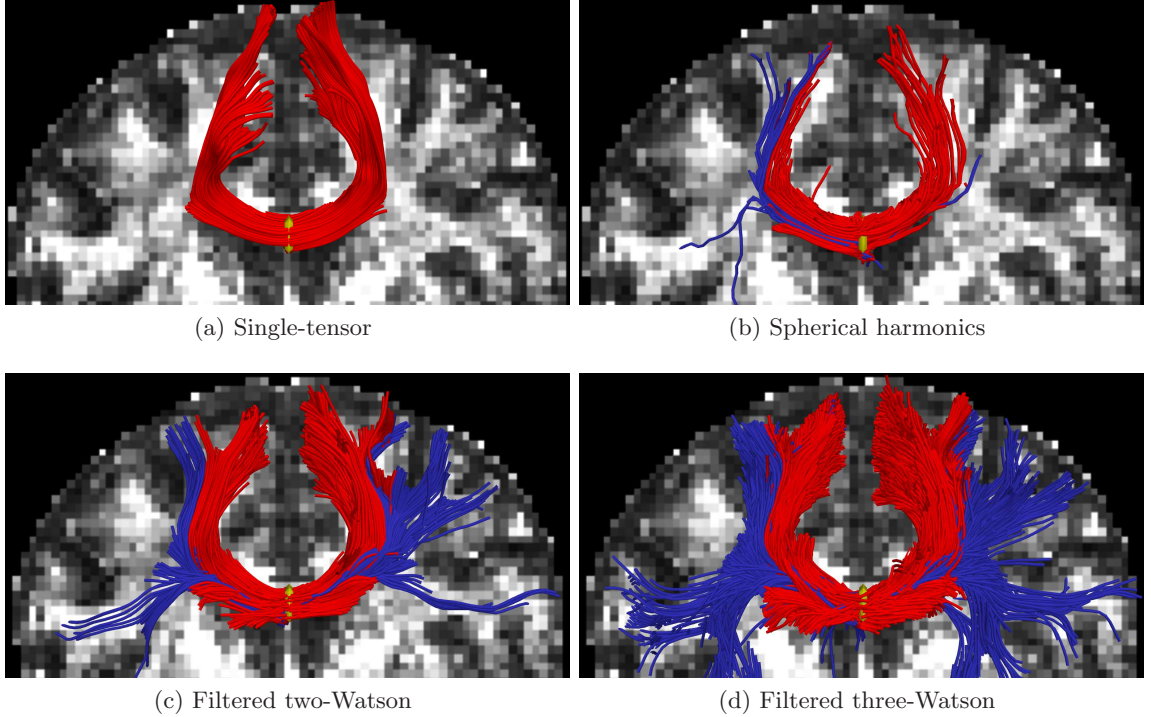 (a) Single-tensor
(b) Spherical harmonics
(c) Filtered two-Watson
(d) Filtered three-Watson